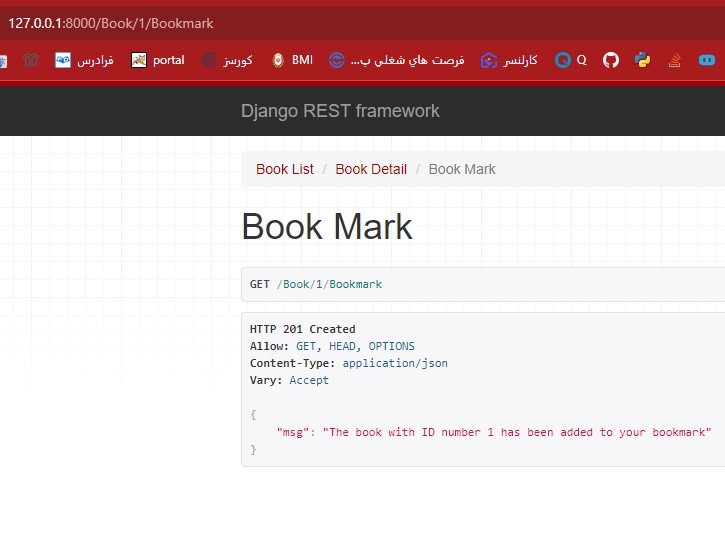 127.0.0.1:8000/Book/1/Bookmark
فرادرس portal کورسز BMI فرصت هاي شغلي پ... کارلنسر Q
Django REST framework
Book List / Book Detail / Book Mark
Book Mark
GET /Book/1/Bookmark
HTTP 201 Created
Allow: GET, HEAD, OPTIONS
Content-Type: application/json
Vary: Accept
{
"msg": "The book with ID number 1 has been added to your bookmark"
}